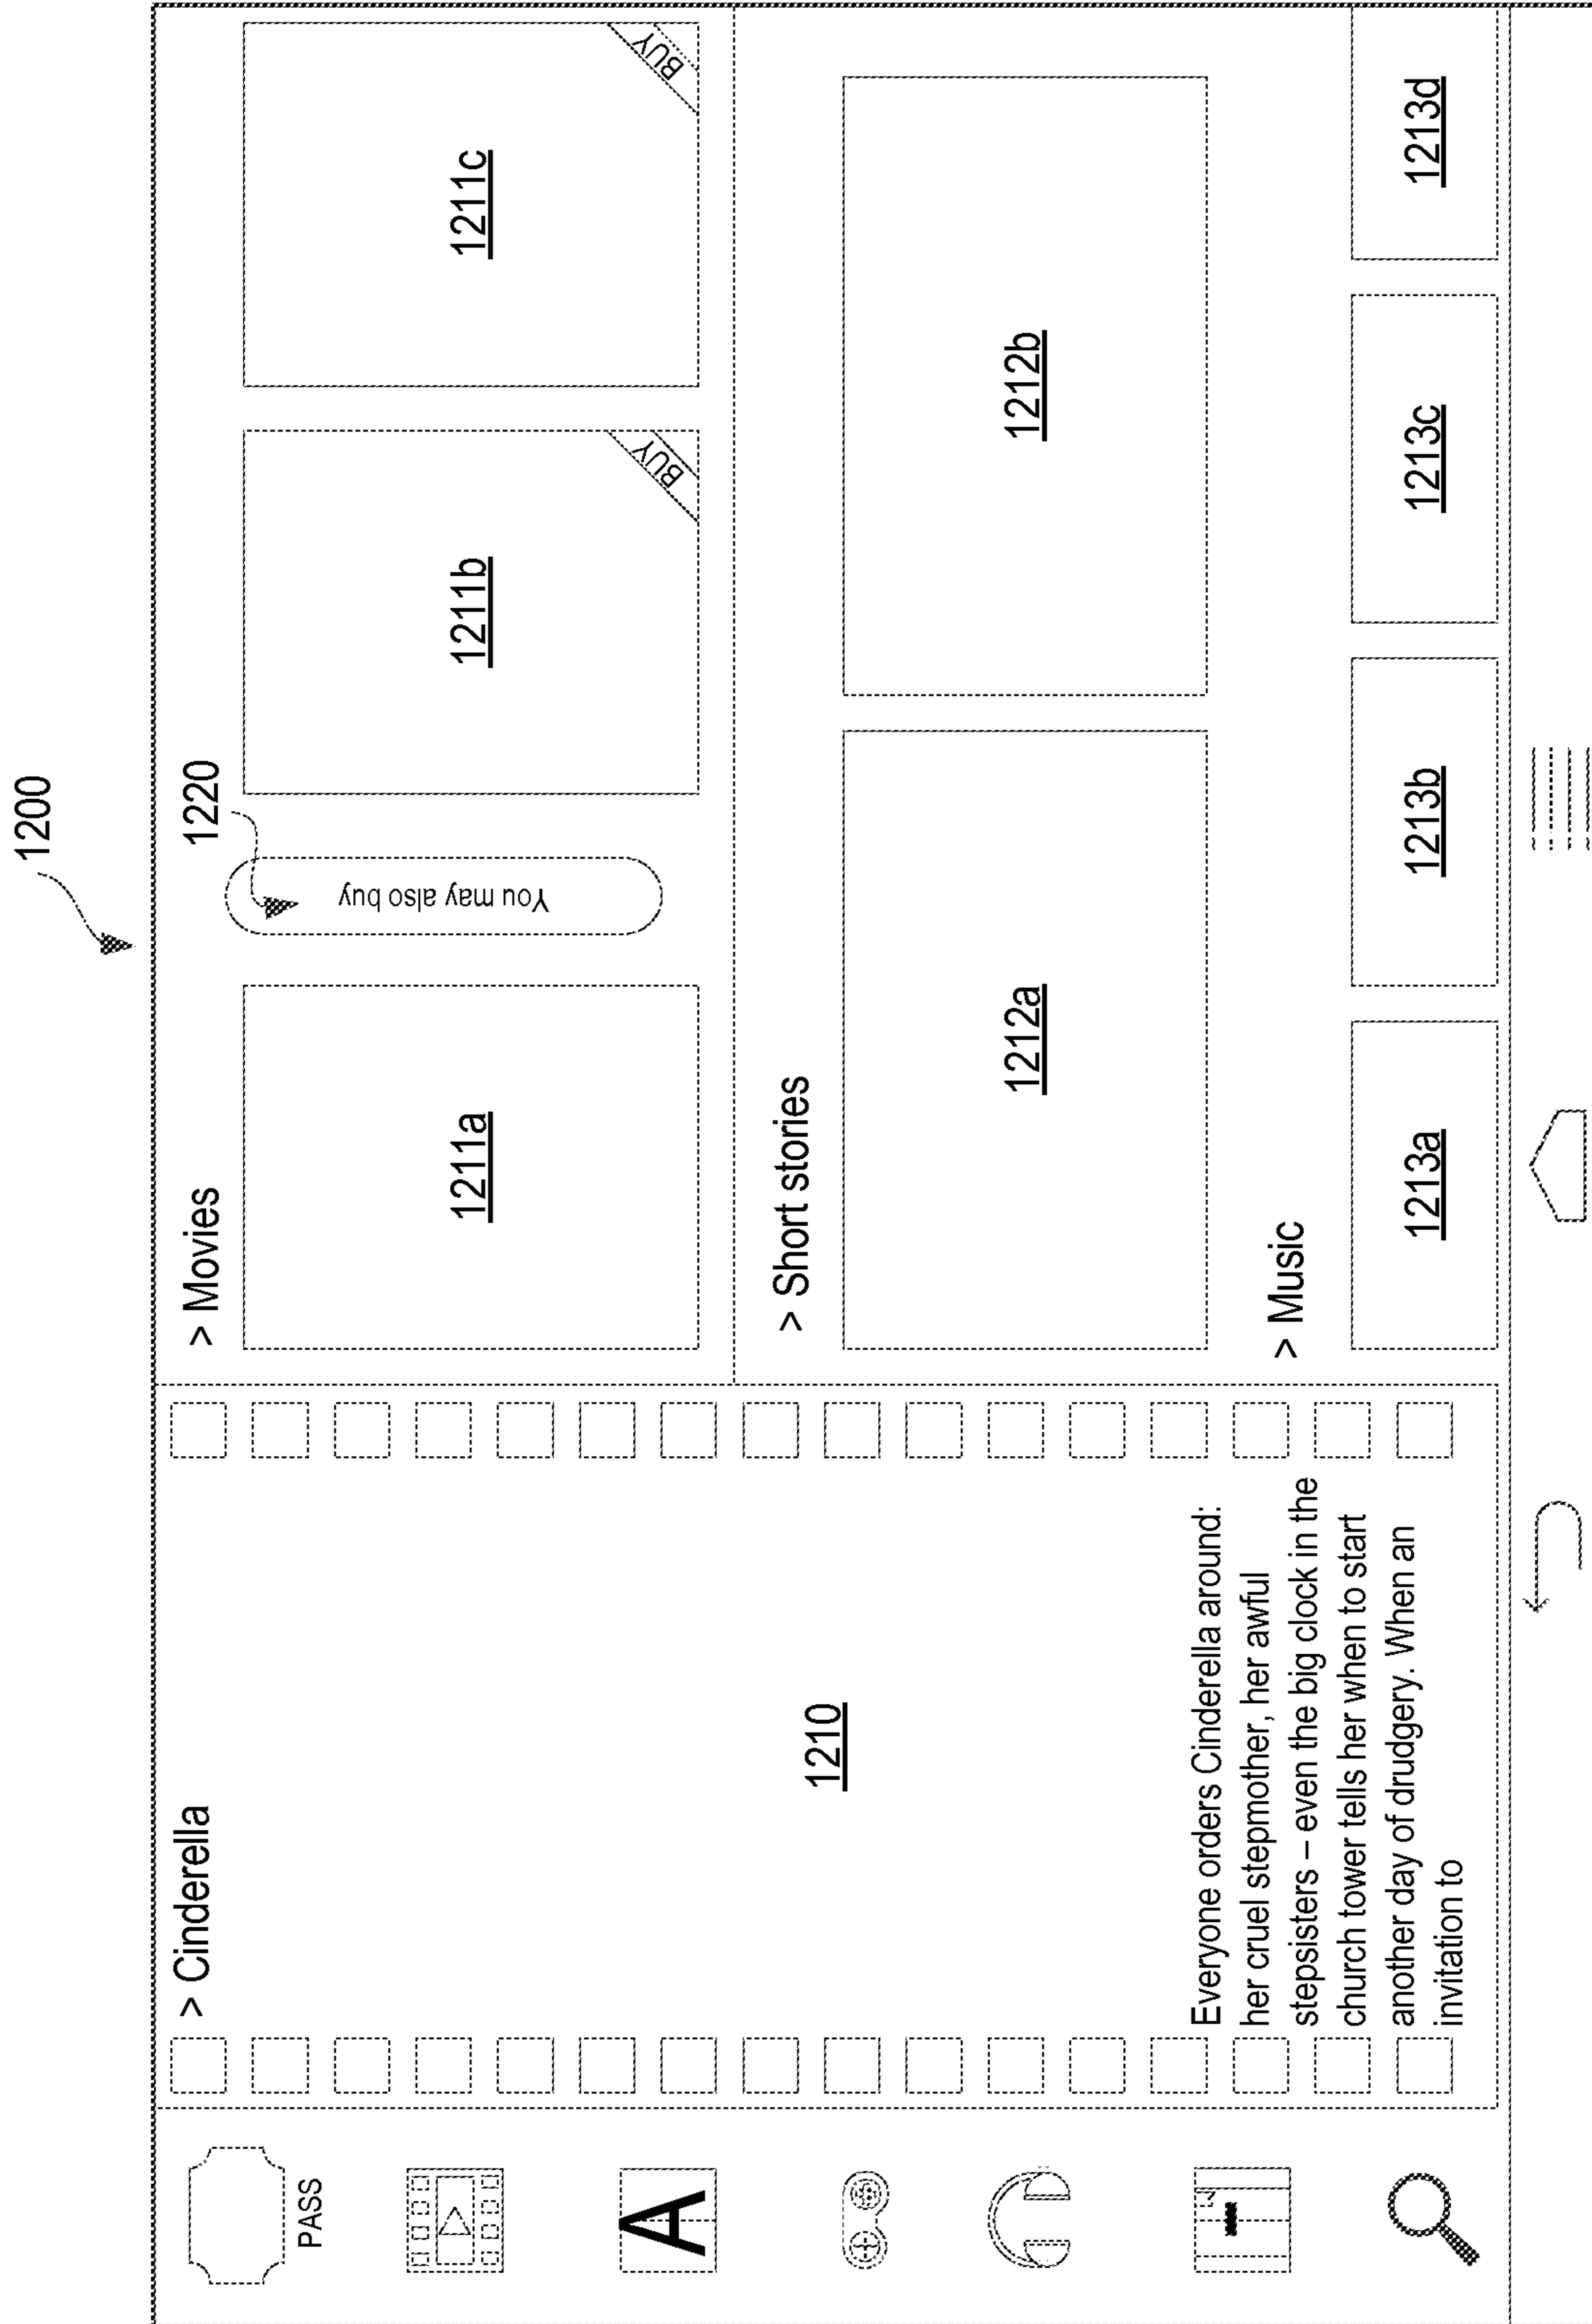 1200
PASS
A
> Cinderella
1210
Everyone orders Cinderella around:
her cruel stepmother, her awful
stepsisters – even the big clock in the
church tower tells her when to start
another day of drudgery. When an
invitation to
> Movies
1211a
1220
You may also buy
1211b
BUY
1211c
BUY
> Short stories
1212a
1212b
> Music
1213a
1213b
1213c
1213d